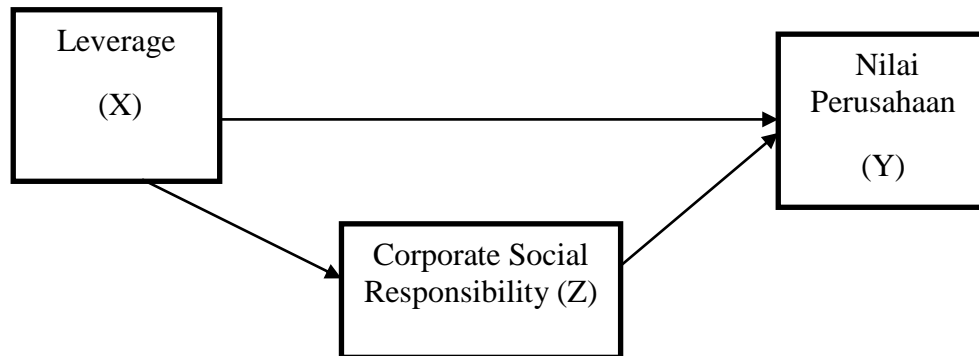 Leverage
(X)
Nilai
Perusahaan
(Y)
Corporate Social
Responsibility (Z)